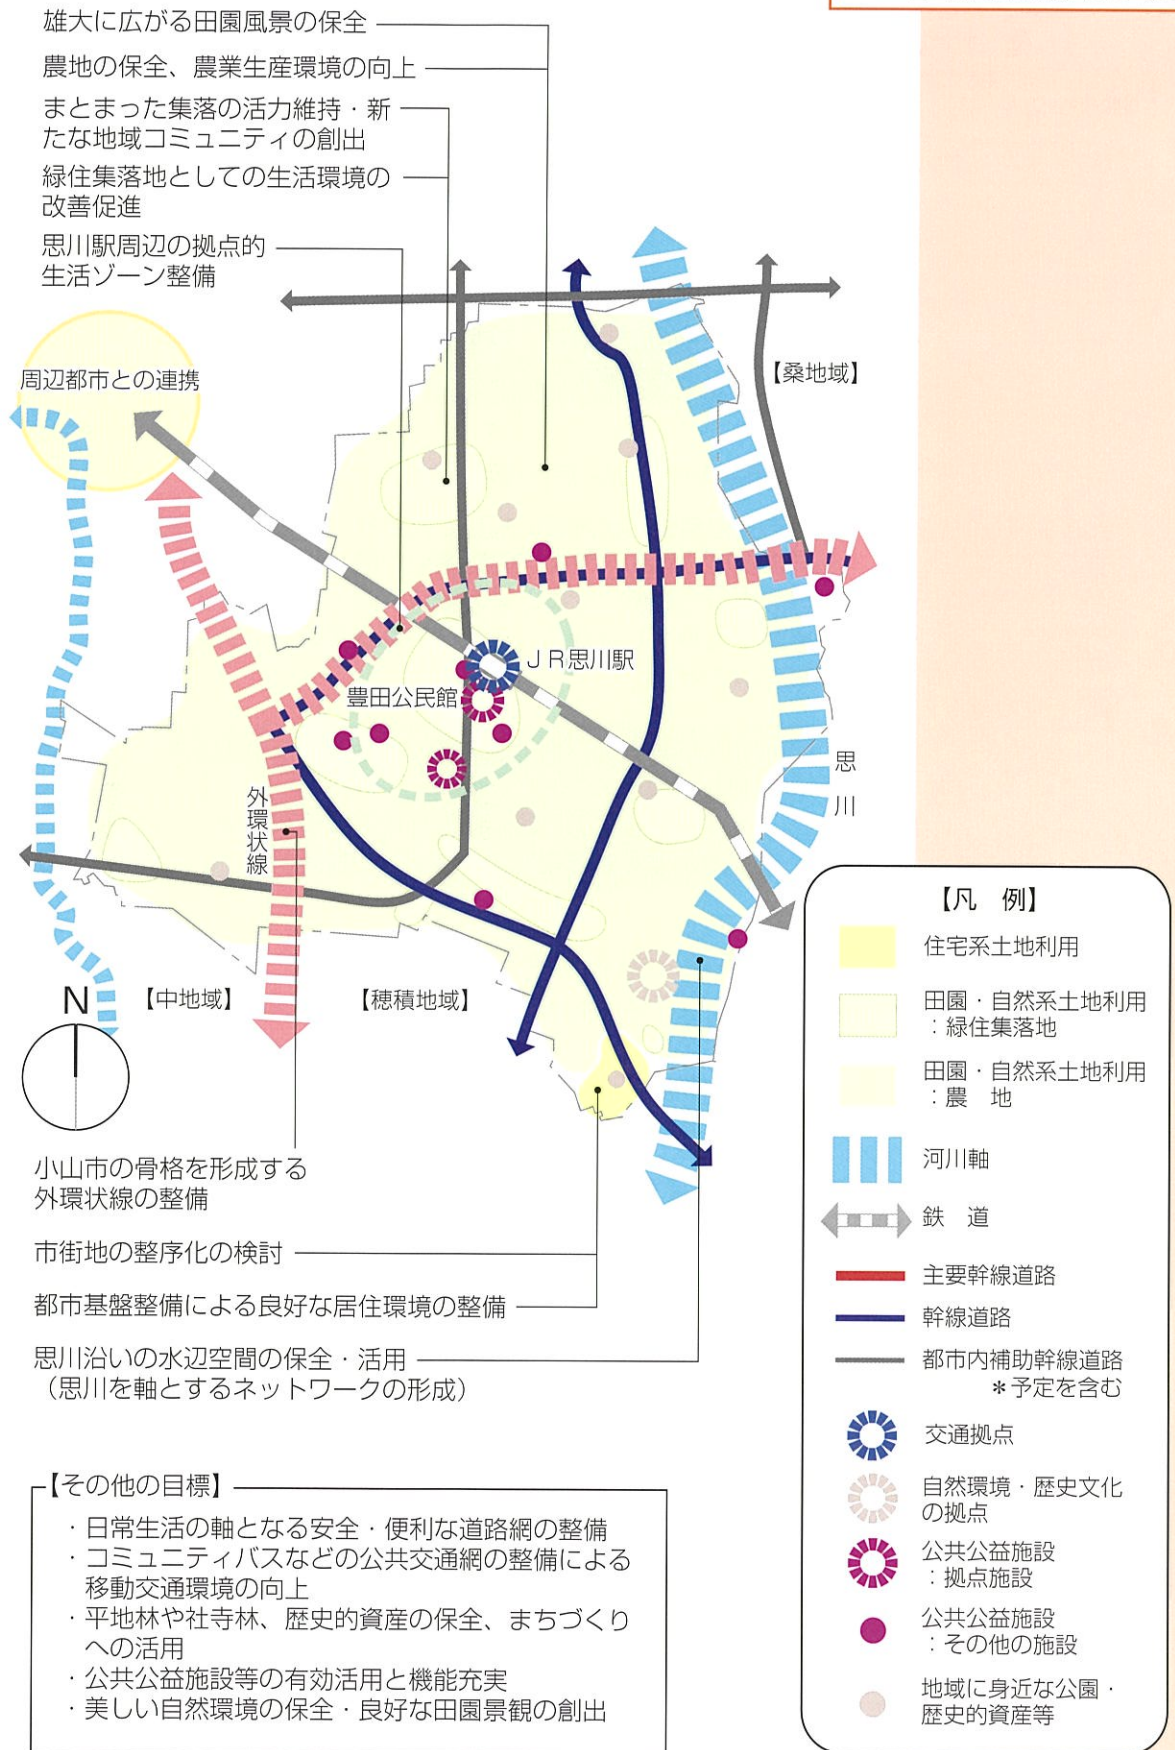 雄大に広がる田園風景の保全
農地の保全、農業生産環境の向上
まとまった集落の活力維持・新
たな地域コミュニティの創出
緑住集落地としての生活環境の
改善促進
思川駅周辺の拠点的
生活ゾーン整備
周辺都市との連携
【桑地域】
ＪＲ思川駅
豊田公民館
思川
外環状線
N
【中地域】
【穂積地域】
小山市の骨格を形成する
外環状線の整備
市街地の整序化の検討
都市基盤整備による良好な居住環境の整備
思川沿いの水辺空間の保全・活用
（思川を軸とするネットワークの形成）
【その他の目標】
・日常生活の軸となる安全・便利な道路網の整備
・コミュニティバスなどの公共交通網の整備による
移動交通環境の向上
・平地林や社寺林、歴史的資産の保全、まちづくり
への活用
・公共公益施設等の有効活用と機能充実
・美しい自然環境の保全・良好な田園景観の創出
【凡　例】
住宅系土地利用
田園・自然系土地利用
：緑住集落地
田園・自然系土地利用
：農　地
河川軸
鉄　道
主要幹線道路
幹線道路
都市内補助幹線道路
＊予定を含む
交通拠点
自然環境・歴史文化
の拠点
公共公益施設
：拠点施設
公共公益施設
：その他の施設
地域に身近な公園・
歴史的資産等